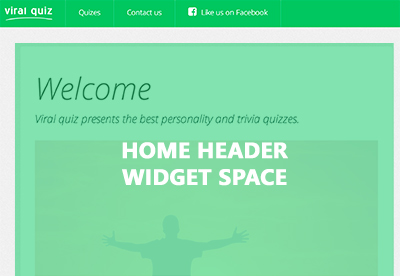 viral quiz
Quizes
Contact us
Like us on Facebook
Welcome
Viral quiz presents the best personality and trivia quizzes.
HOME HEADER
WIDGET SPACE